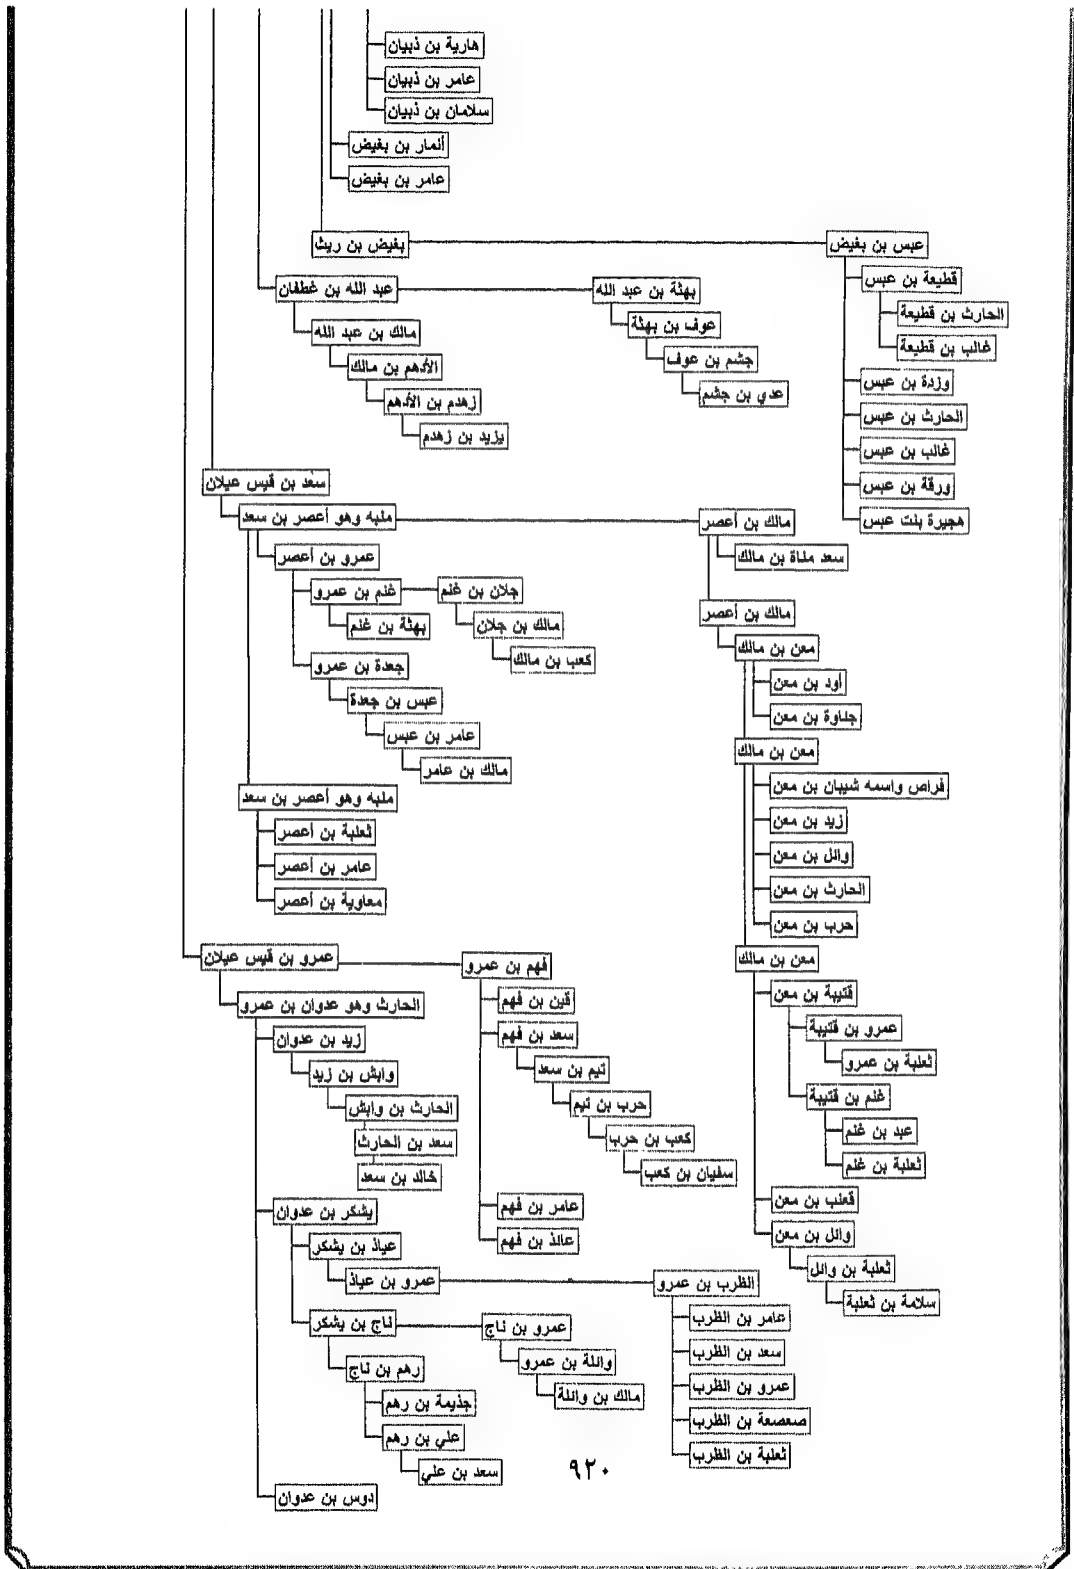 هارية بن ذبيان
عامر بن ذبيان
سلامان بن ذبيان
أنمار بن بغيض
عامر بن بغيض
بغيض بن ريث
عبس بن بغيض
قطيعة بن عبس
الحارث بن قطيعة
غالب بن قطيعة
وزدة بن عبس
الحارث بن عبس
غالب بن عبس
ورقة بن عبس
هجيرة بنت عبس
عبد الله بن غطفان
بهثة بن عبد الله
عوف بن بهثة
جشم بن عوف
عدي بن جشم
مالك بن عبد الله
الأدهم بن مالك
زهدم بن الأدهم
يزيد بن زهدم
سعد بن قيس عيلان
منبه وهو أعصر بن سعد
مالك بن أعصر
سعد مناة بن مالك
مالك بن أعصر
معن بن مالك
أود بن معن
جناوة بن معن
معن بن مالك
فراص واسمه شيبان بن معن
زيد بن معن
وائل بن معن
الحارث بن معن
حرب بن معن
معن بن مالك
قتيبة بن معن
عمرو بن قتيبة
ثعلبة بن عمرو
غنم بن قتيبة
عبد بن غنم
ثعلبة بن غنم
قعنب بن معن
وائل بن معن
ثعلبة بن وائل
سلامة بن ثعلبة
عمرو بن أعصر
غنم بن عمرو
جلان بن غنم
مالك بن جلان
كعب بن مالك
بهثة بن غنم
جعدة بن عمرو
عبس بن جعدة
عامر بن عبس
مالك بن عامر
منبه وهو أعصر بن سعد
ثعلبة بن أعصر
عامر بن أعصر
معاوية بن أعصر
عمرو بن قيس عيلان
فهم بن عمرو
قين بن فهم
سعد بن فهم
تيم بن سعد
حرب بن تيم
كعب بن حرب
سفيان بن كعب
عامر بن فهم
عائذ بن فهم
الحارث وهو عدوان بن عمرو
زيد بن عدوان
وابش بن زيد
الحارث بن وابش
سعد بن الحارث
خالد بن سعد
يشكر بن عدوان
عياذ بن يشكر
عمرو بن عياذ
الظرب بن عمرو
عامر بن الظرب
سعد بن الظرب
عمرو بن الظرب
صعصعة بن الظرب
ثعلبة بن الظرب
ناج بن يشكر
عمرو بن ناج
وائلة بن عمرو
مالك بن وائلة
رهم بن ناج
جذيمة بن رهم
علي بن رهم
سعد بن علي
دوس بن عدوان
٩٢٠